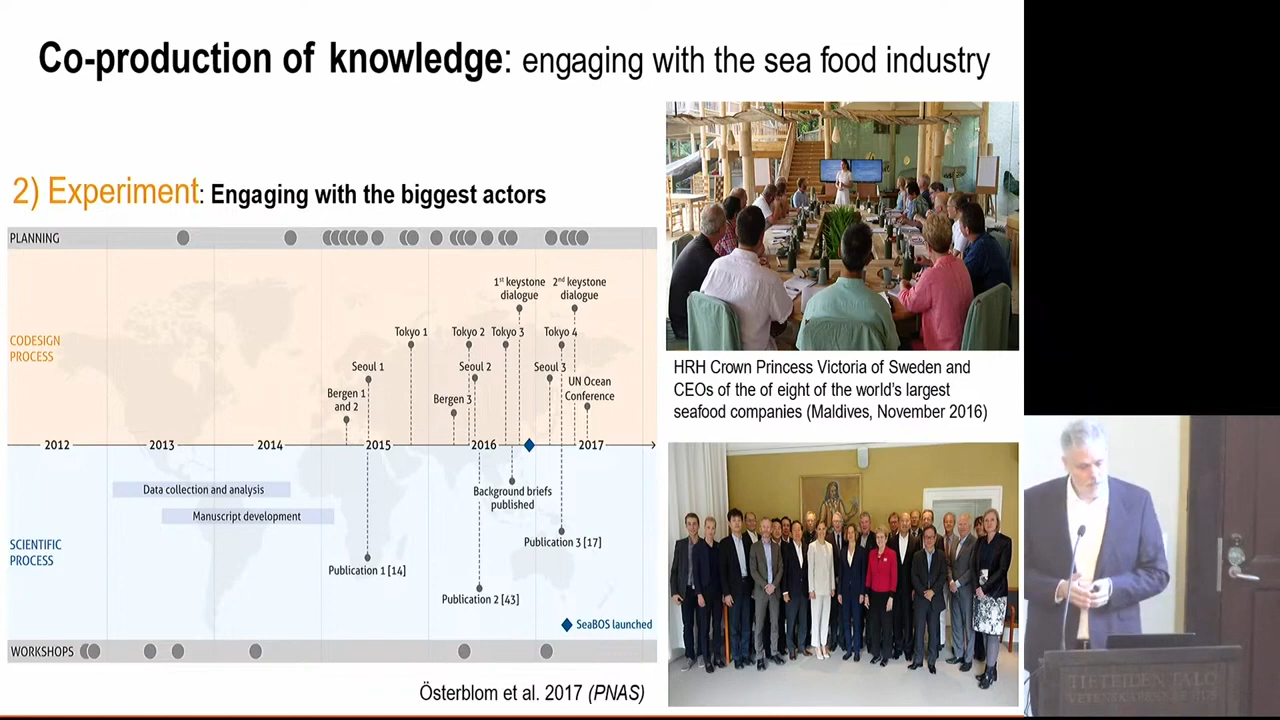 Co-production of knowledge: engaging with the sea food industry
2) Experiment: Engaging with the biggest actors
PLANNING
1st keystone
dialogue
2nd keystone
dialogue
CODESIGN
PROCESS
Tokyo 1
Tokyo 2
Tokyo 3
Tokyo 4
Seoul 1
Seoul 2
Seoul 3
Bergen 1
and 2
Bergen 3
UN Ocean
Conference
2012
2013
2014
2015
2016
2017
Data collection and analysis
Manuscript development
Background briefs
published
SCIENTIFIC
PROCESS
Publication 3 [17]
Publication 1 [14]
Publication 2 [43]
SeaBOS launched
WORKSHOPS
Österblom et al. 2017 (PNAS)
HRH Crown Princess Victoria of Sweden and
CEOs of the of eight of the world's largest
seafood companies (Maldives, November 2016)
TIETEIDEN TALO